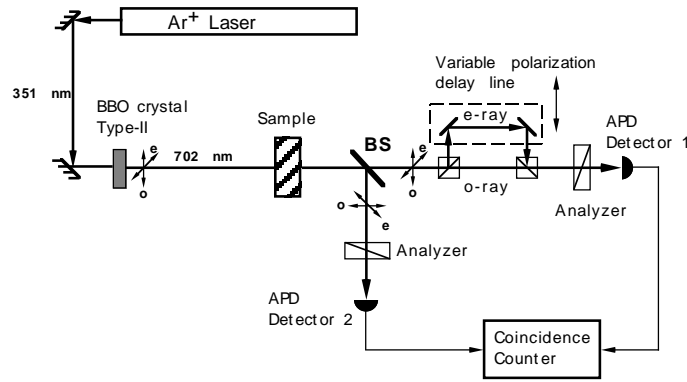 Ar+ Laser
351 nm
BBO crystal
Type-II
Sample
702 nm
e
o
BS
Variable polarization
delay line
e-ray
o-ray
e
o
APD
Detector 1
Analyzer
o
e
Analyzer
APD
Detector 2
Coincidence
Counter